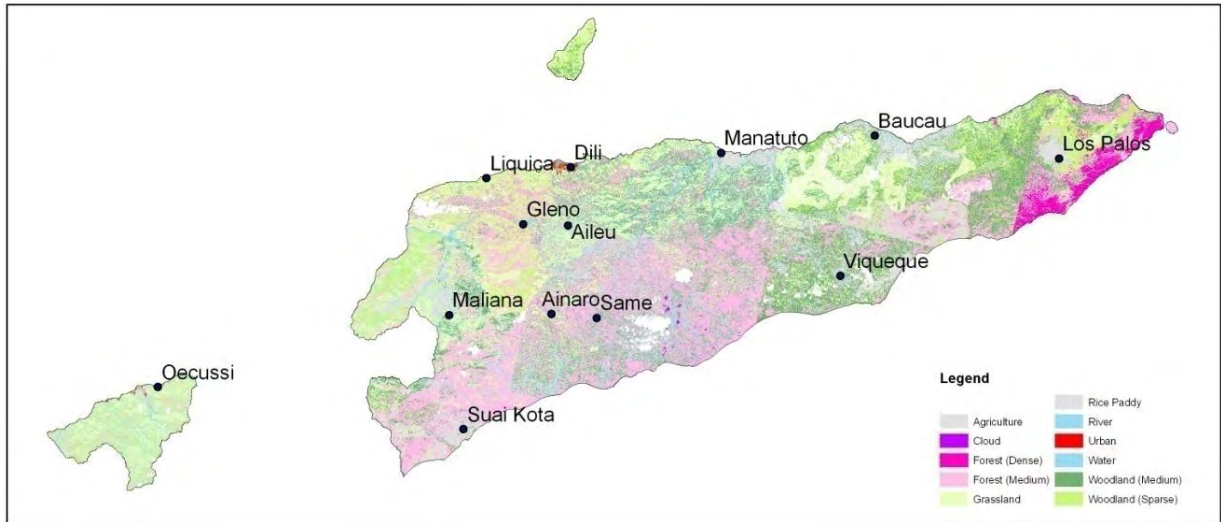 Baucau
Manatuto
Los Palos
Dili
Liquica
Gleno
Aileu
Viqueque
Maliana
Ainaro
Same
Oecussi
Suai Kota
Legend
Agriculture
Cloud
Forest (Dense)
Forest (Medium)
Grassland
Rice Paddy
River
Urban
Water
Woodland (Medium)
Woodland (Sparse)